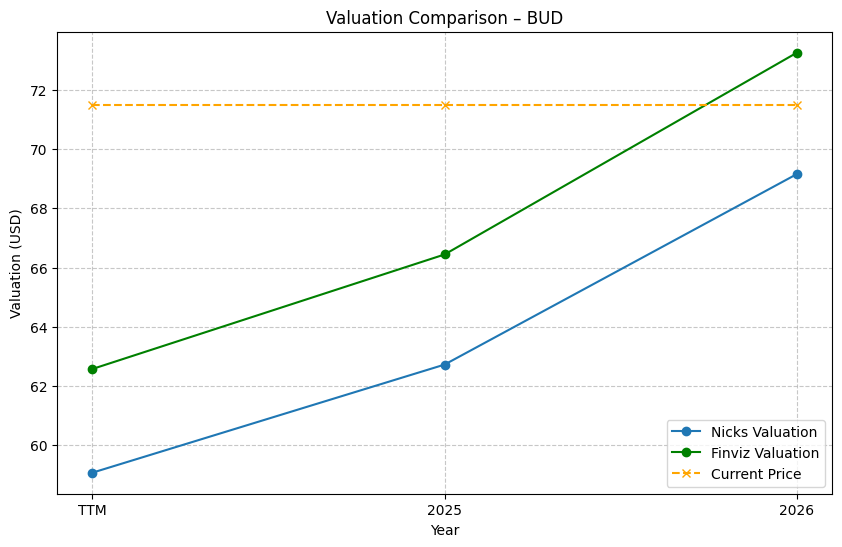 Valuation Comparison – BUD
Valuation (USD)
72
70
68
66
64
62
60
TTM
2025
2026
Year
Nicks Valuation
Finviz Valuation
Current Price